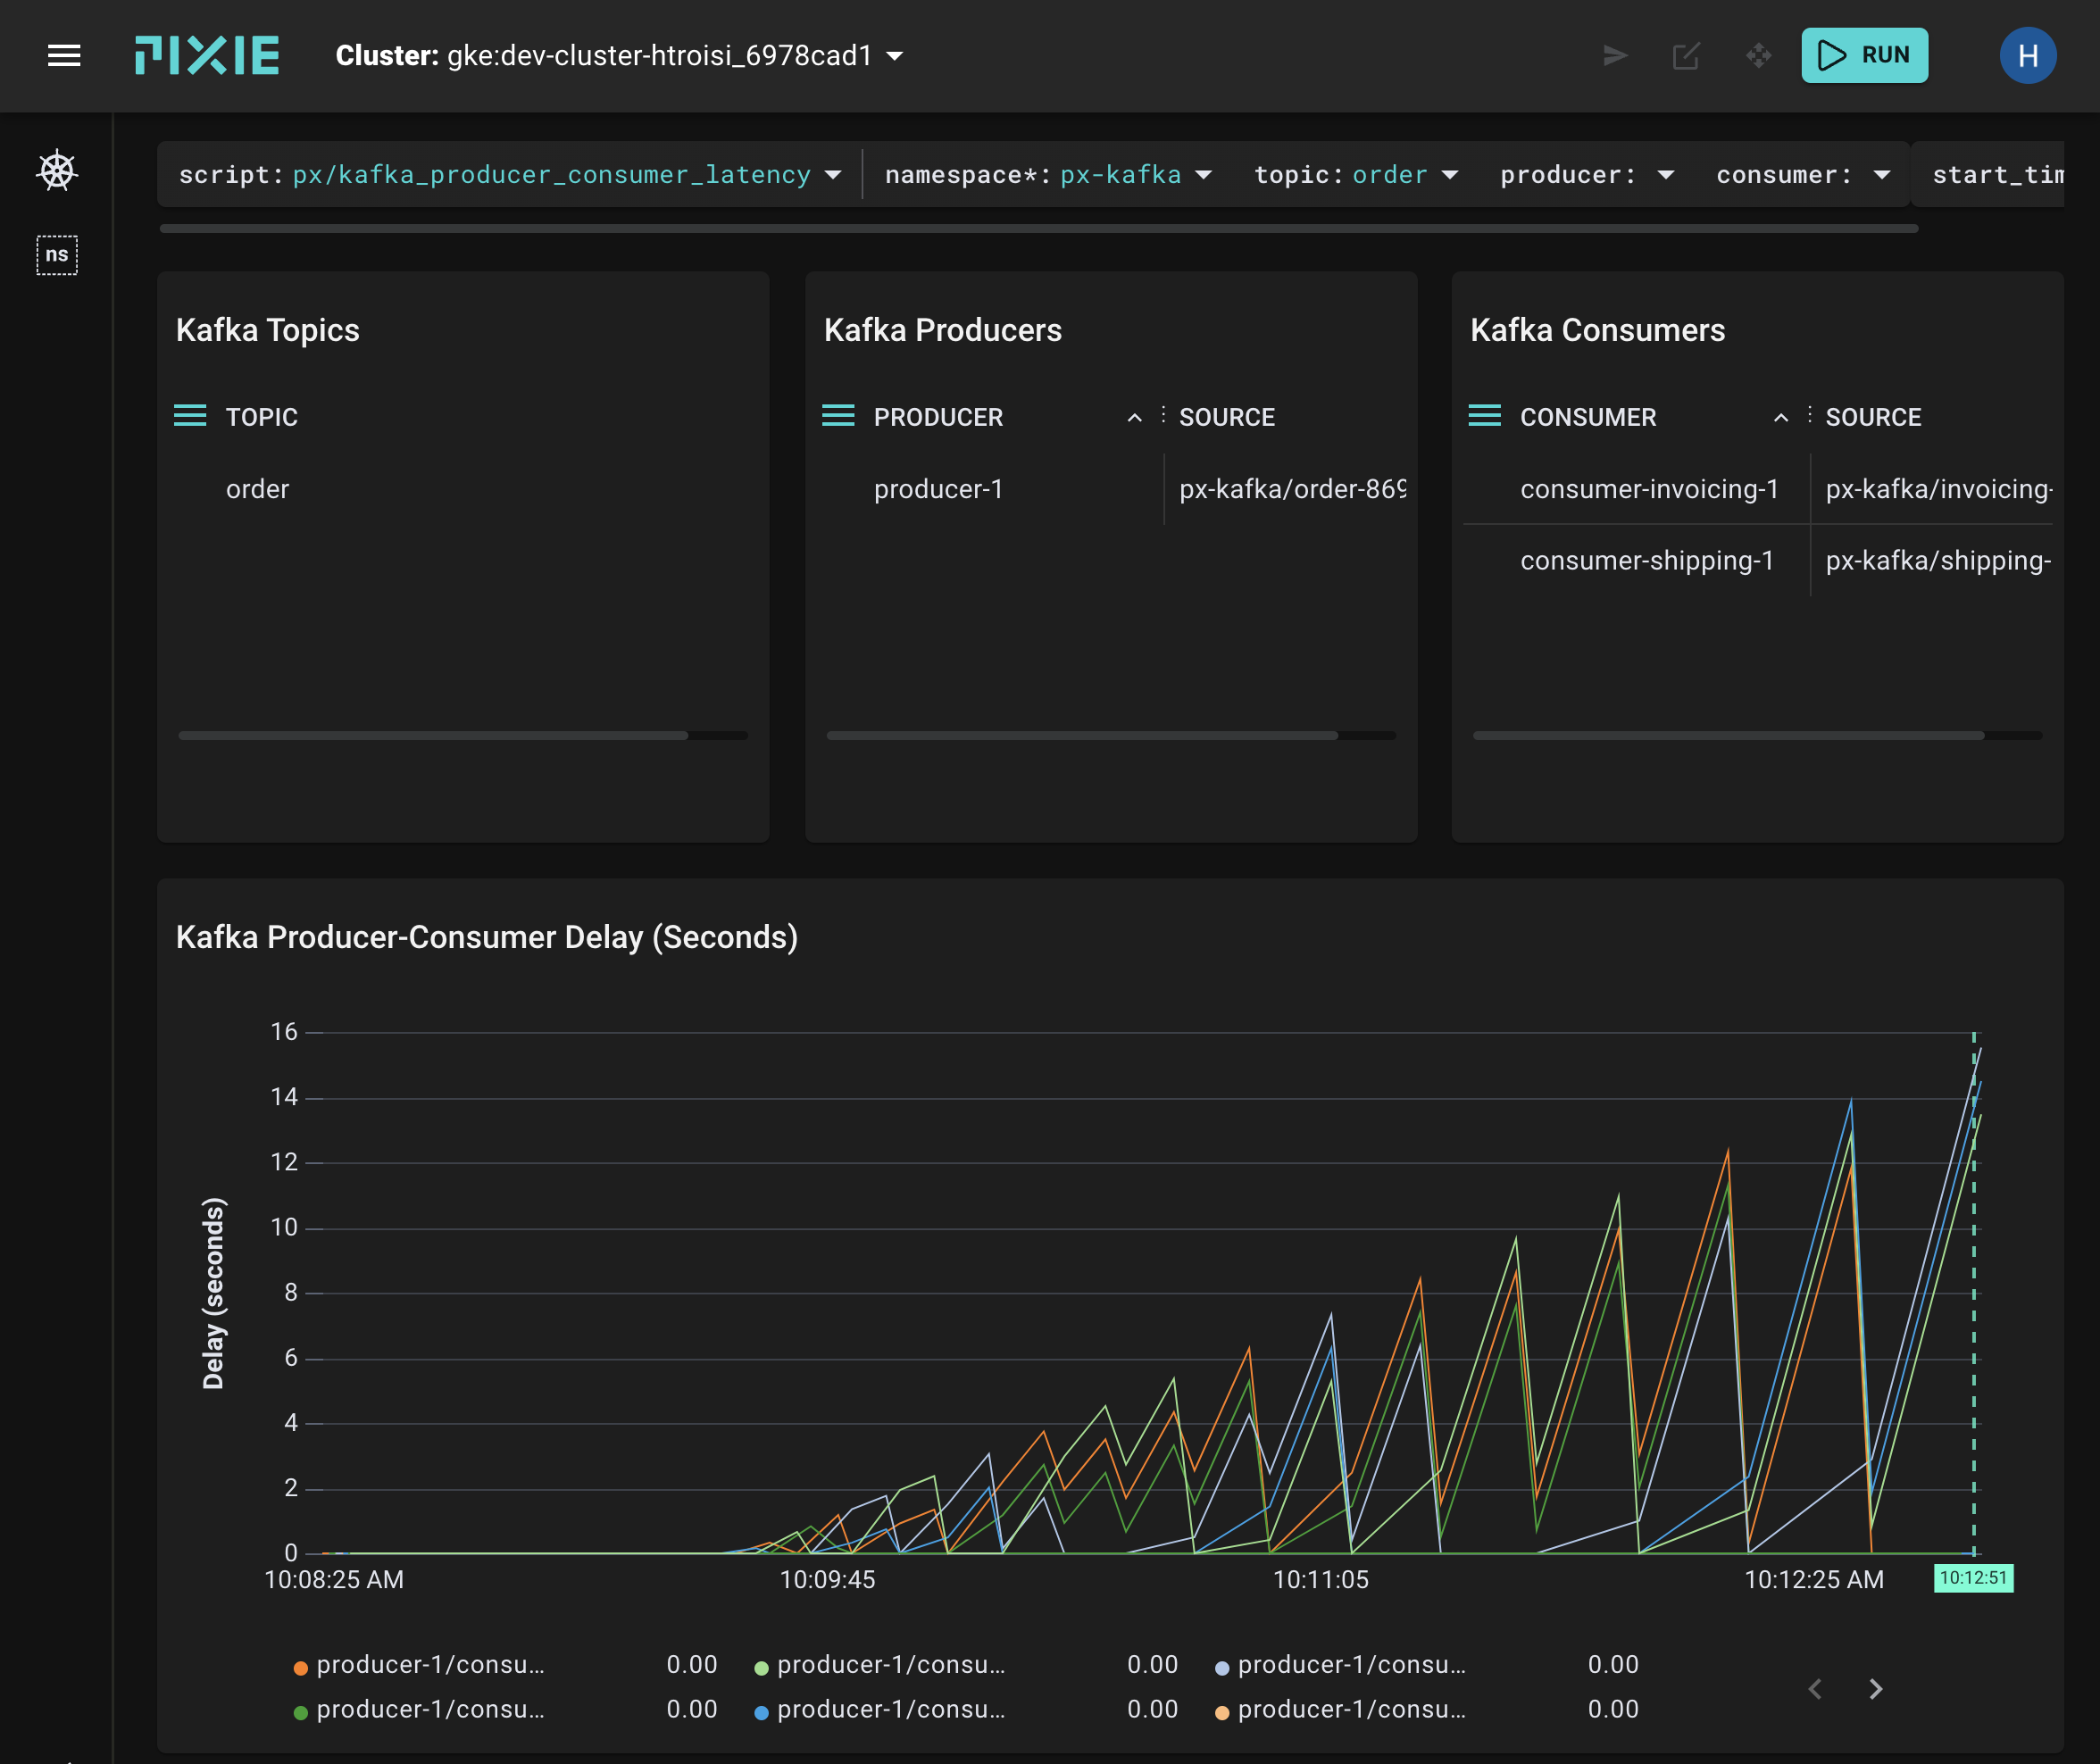 PIXIE Cluster: gke:dev-cluster-htroisi_6978cad1 RUN H
script: px/kafka_producer_consumer_latency namespace*: px-kafka topic: order producer: consumer: start_tim
ns
Kafka Topics
TOPIC
order
Kafka Producers
PRODUCER SOURCE
producer-1 px-kafka/order-869
Kafka Consumers
CONSUMER SOURCE
consumer-invoicing-1 px-kafka/invoicing-
consumer-shipping-1 px-kafka/shipping-
Kafka Producer-Consumer Delay (Seconds)
Delay (seconds)
16
14
12
10
8
6
4
2
0
10:08:25 AM 10:09:45 10:11:05 10:12:25 AM 10:12:51
producer-1/consu... 0.00 producer-1/consu... 0.00 producer-1/consu... 0.00
producer-1/consu... 0.00 producer-1/consu... 0.00 producer-1/consu... 0.00